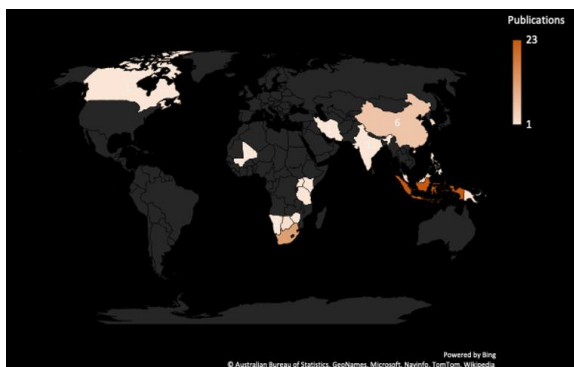 Publications
23
1
6
Powered by Bing
© Australian Bureau of Statistics, GeoNames, Microsoft, Navinfo, TomTom, Wikipedia